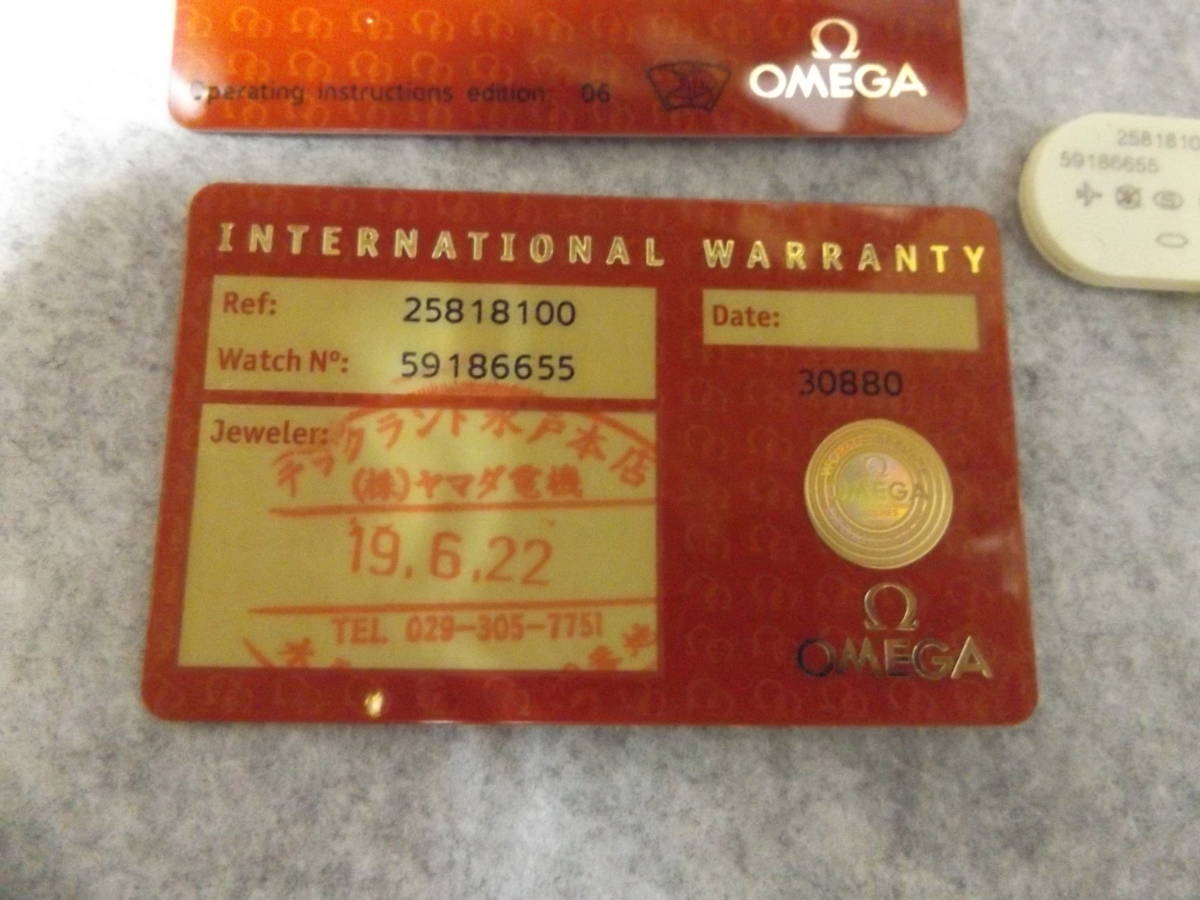 Operating instructions edition: 06
Ω
OMEGA
25818100
59186655
INTERNATIONAL WARRANTY
Ref: 25818100
Watch Nº: 59186655
Date:
30880
Jeweler:
テックランド水戸本店
(株)ヤマダ電機
19.6.22
TEL 029-305-7751
OMEGA
Ω
OMEGA